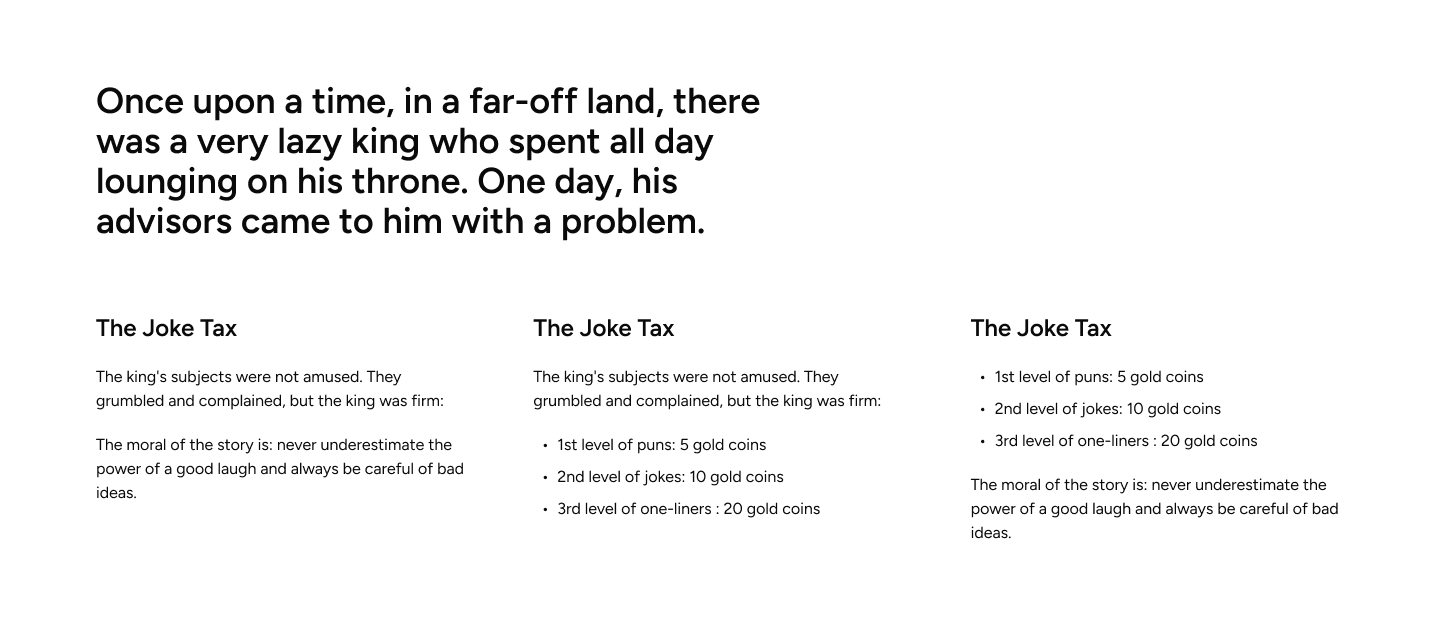 Once upon a time, in a far-off land, there
was a very lazy king who spent all day
lounging on his throne. One day, his
advisors came to him with a problem.
The Joke Tax
The king's subjects were not amused. They
grumbled and complained, but the king was firm:
The moral of the story is: never underestimate the
power of a good laugh and always be careful of bad
ideas.
The Joke Tax
The king's subjects were not amused. They
grumbled and complained, but the king was firm:
• 1st level of puns: 5 gold coins
• 2nd level of jokes: 10 gold coins
• 3rd level of one-liners : 20 gold coins
The Joke Tax
• 1st level of puns: 5 gold coins
• 2nd level of jokes: 10 gold coins
• 3rd level of one-liners : 20 gold coins
The moral of the story is: never underestimate the
power of a good laugh and always be careful of bad
ideas.